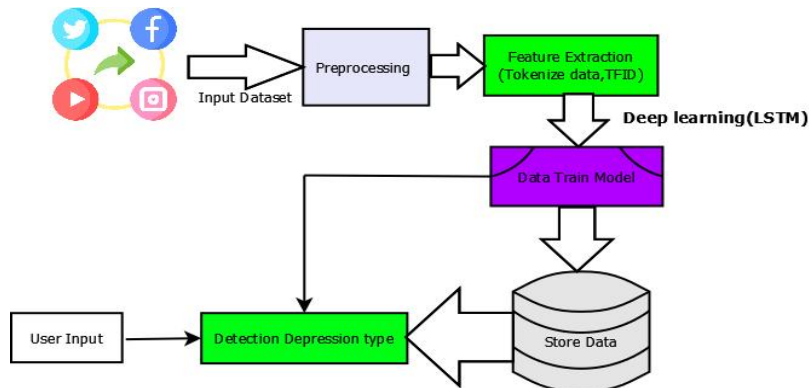 Input Dataset
Preprocessing
Feature Extraction
(Tokenize data,TFID)
Deep learning(LSTM)
Data Train Model
Store Data
User Input
Detection Depression type